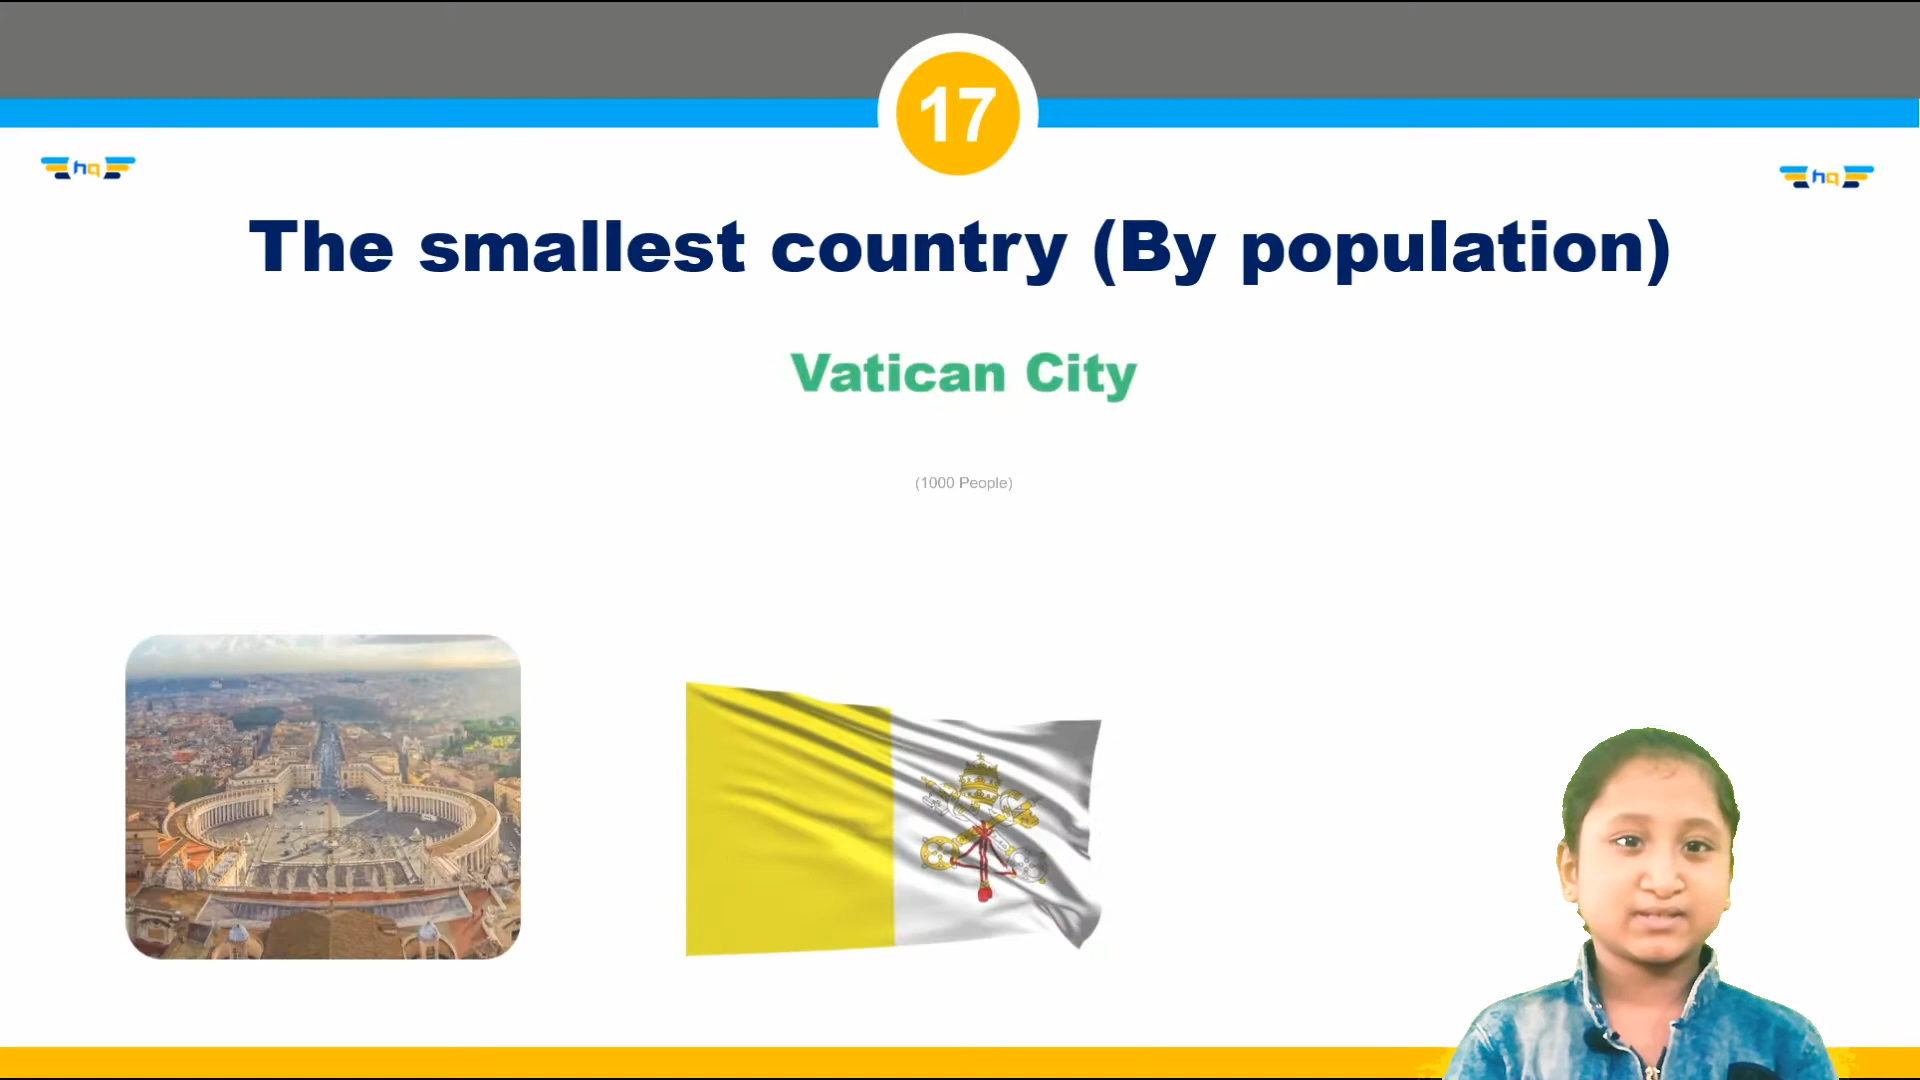 17
hq
hq
The smallest country (By population)
Vatican City
(1000 People)